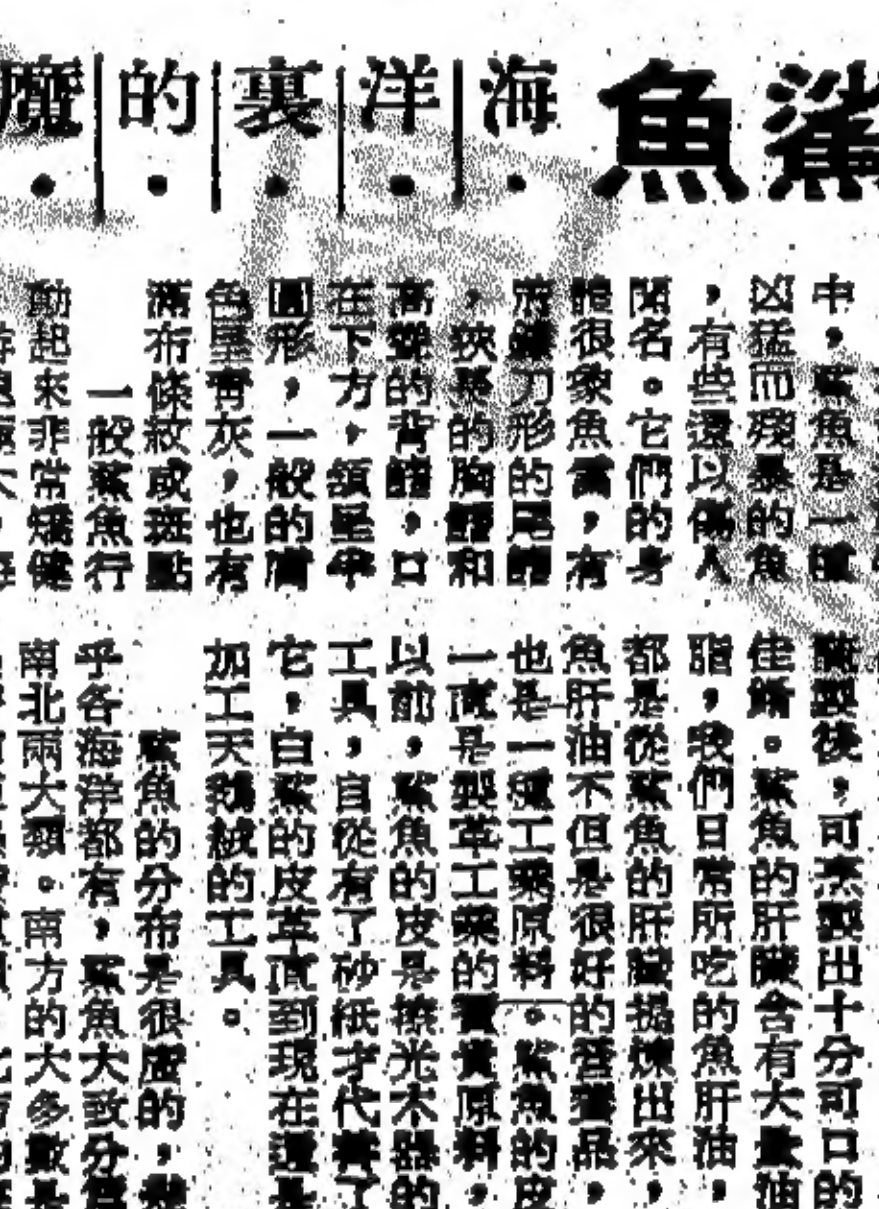 鯊魚
海洋裏的魔
中，鯊魚是一種
凶猛而殘暴的魚
，有些還以傷人
聞名。它們的身
體很象魚雷，有
鐮刀形的尾鰭
，狹長的胸鰭和
高聳的背鰭，口
在下方，頜呈半
圓形，一般的膚
色呈青灰，也有
滿布條紋或斑點
一般鯊魚行
動起來非常矯健
醃製後，可烹製出十分可口的
佳餚。鯊魚的肝臟含有大量油
脂，我們日常所吃的魚肝油，
都是從鯊魚的肝臟提煉出來，
魚肝油不但是很好的營養品，
也是一種工業原料。鯊魚的皮
一直是製革工業的寶貴原料，
以前，鯊魚的皮是擦光木器的
工具，自從有了砂紙才代替了
它，白鯊的皮革直到現在還是
加工天鵝絨的工具。
鯊魚的分布是很廣的，幾
乎各海洋都有，鯊魚大致分為
南北兩大類。南方的大多數是